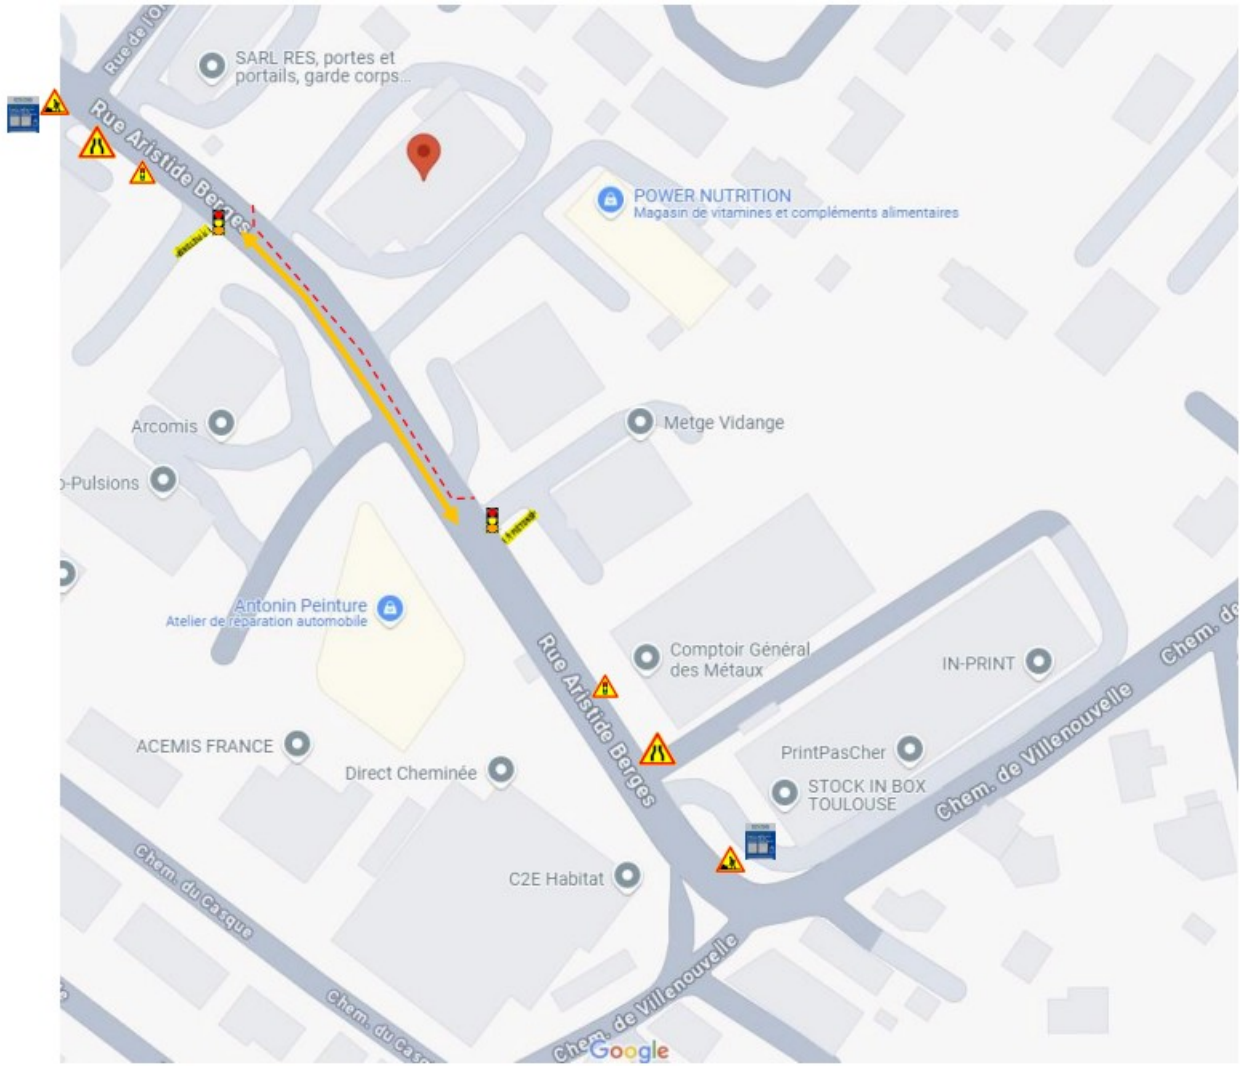 Rue de l'Or
SARL RES, portes et
portails, garde corps...
Rue Aristide Berges
POWER NUTRITION
Magasin de vitamines et compléments alimentaires
Arcomis
Metge Vidange
o-Pulsions
Antonin Peinture
Atelier de réparation automobile
Rue Aristide Berges
Comptoir Général
des Métaux
IN-PRINT
Chem. de
ACEMIS FRANCE
Direct Cheminée
PrintPasCher
STOCK IN BOX
TOULOUSE
Chem. de Villenouvelle
C2E Habitat
Chem. du Casque
Chem. du Casq
Chem. de Villenouvelle
Google